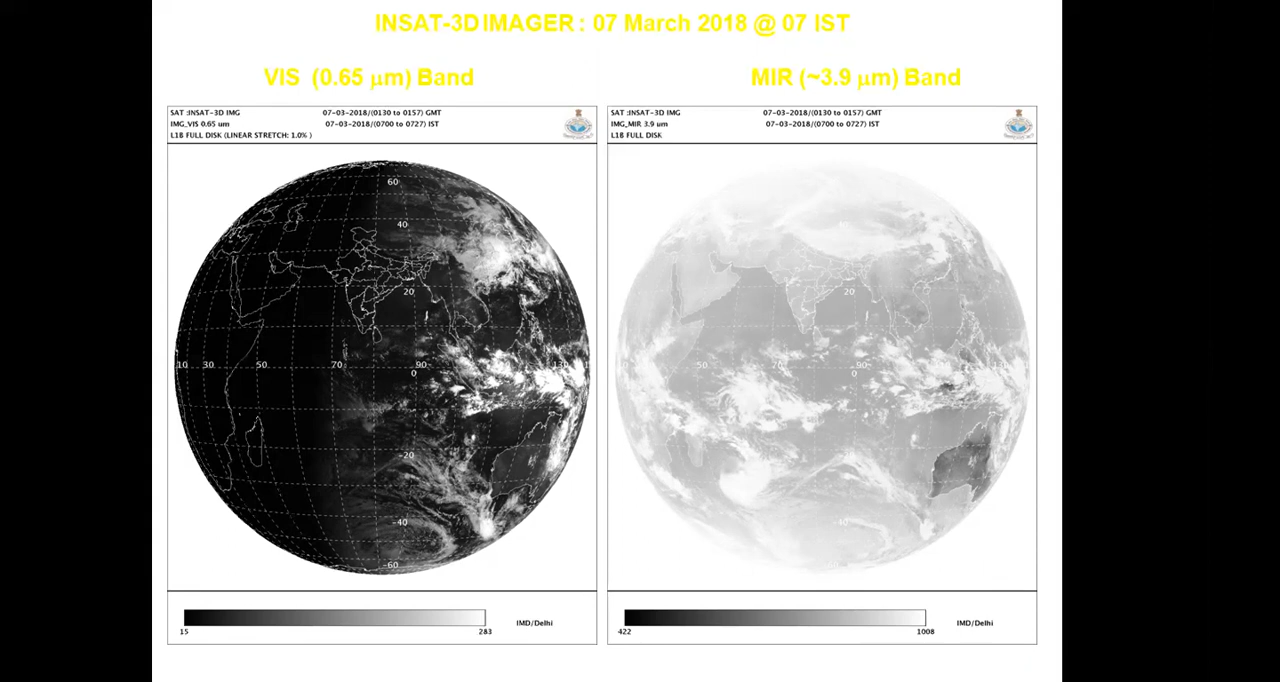 INSAT-3D IMAGER : 07 March 2018 @ 07 IST
VIS (0.65 μm) Band
SAT :INSAT-3D IMG 07-03-2018/(0130 to 0157) GMT
IMG_VIS 0.65 um 07-03-2018/(0700 to 0727) IST
L1B FULL DISK (LINEAR STRETCH: 1.0% )
60
40
20
10 30 50 70 90 130
0
-20
-40
-60
15 283 IMD/Delhi
MIR (~3.9 μm) Band
SAT :INSAT-3D IMG 07-03-2018/(0130 to 0157) GMT
IMG_MIR 3.9 um 07-03-2018/(0700 to 0727) IST
L1B FULL DISK
20
50 70 90 130
0
-40
422 1008 IMD/Delhi